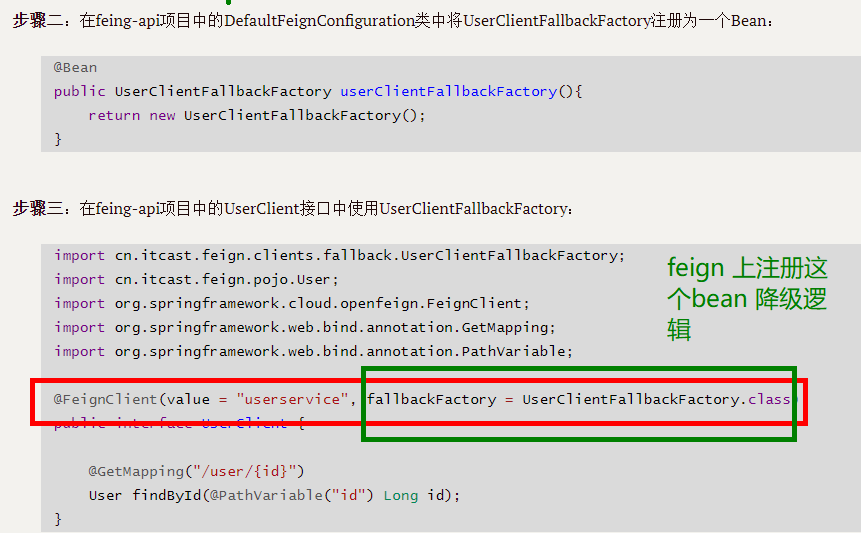 步骤二：在feing-api项目中的DefaultFeignConfiguration类中将UserClientFallbackFactory注册为一个Bean：
@Bean
public UserClientFallbackFactory userClientFallbackFactory(){
    return new UserClientFallbackFactory();
}
步骤三：在feing-api项目中的UserClient接口中使用UserClientFallbackFactory：
import cn.itcast.feign.clients.fallback.UserClientFallbackFactory;
import cn.itcast.feign.pojo.User;
import org.springframework.cloud.openfeign.FeignClient;
import org.springframework.web.bind.annotation.GetMapping;
import org.springframework.web.bind.annotation.PathVariable;
feign 上注册这
个bean 降级逻
辑
@FeignClient(value = "userservice", fallbackFactory = UserClientFallbackFactory.class)
public interface UserClient {
    @GetMapping("/user/{id}")
    User findById(@PathVariable("id") Long id);
}